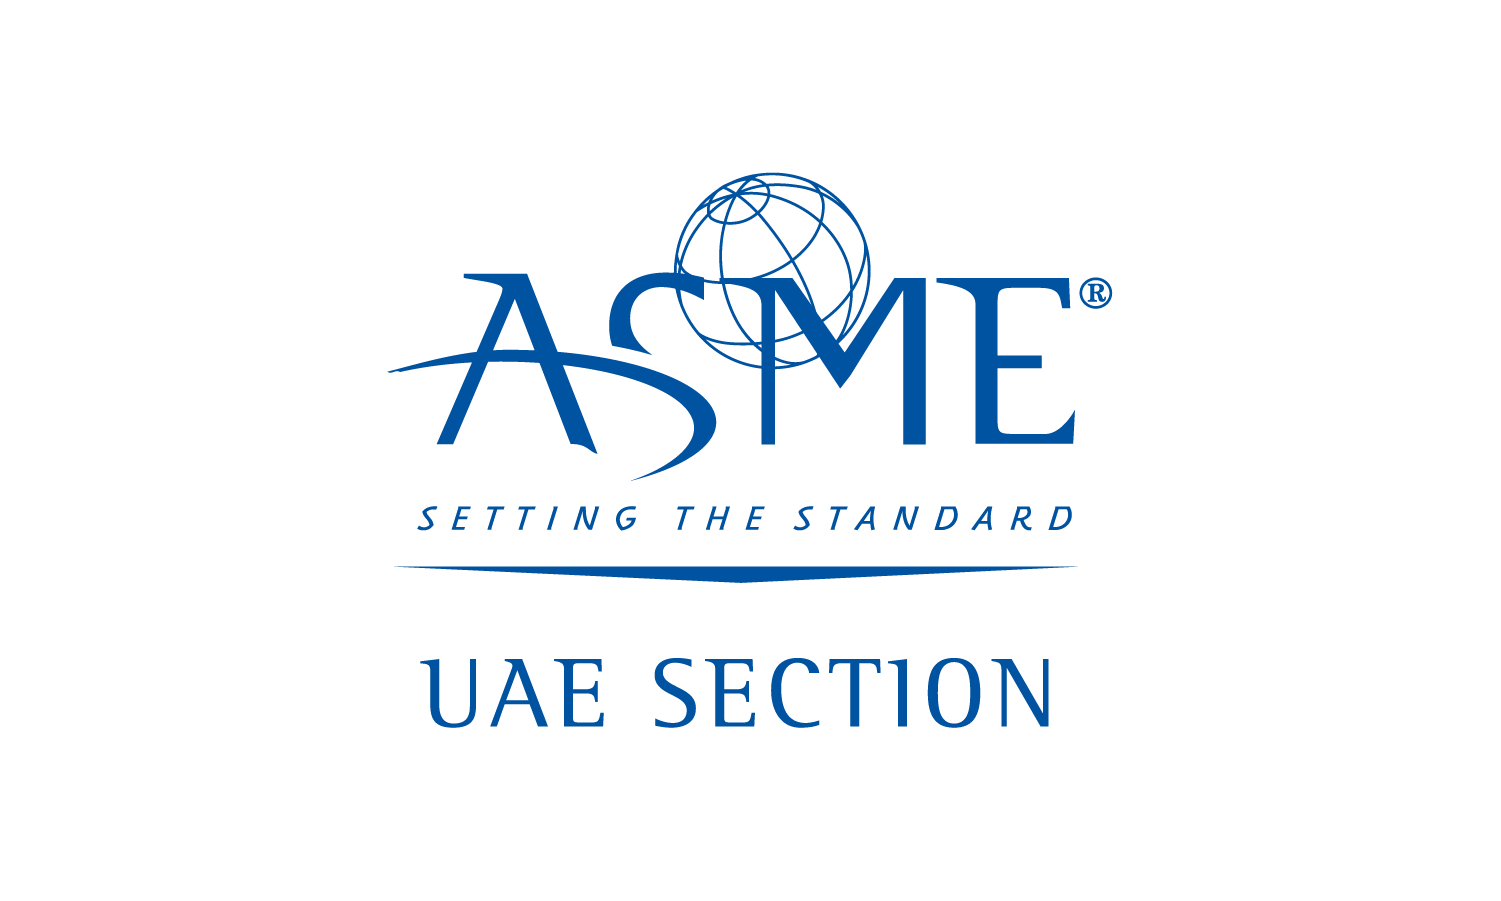 ASME®
SETTING THE STANDARD
UAE SECTION